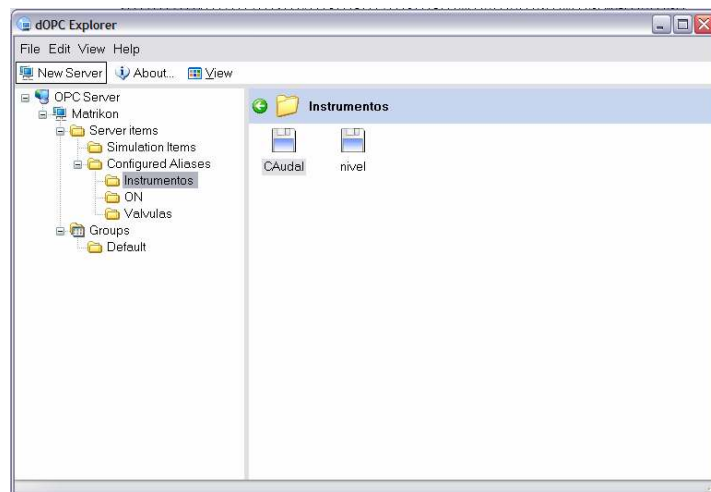 dOPC Explorer
File Edit View Help
New Server About... View
OPC Server
Matrikon
Server items
Simulation Items
Configured Aliases
Instrumentos
ON
Valvulas
Groups
Default
Instrumentos
CAudal nivel